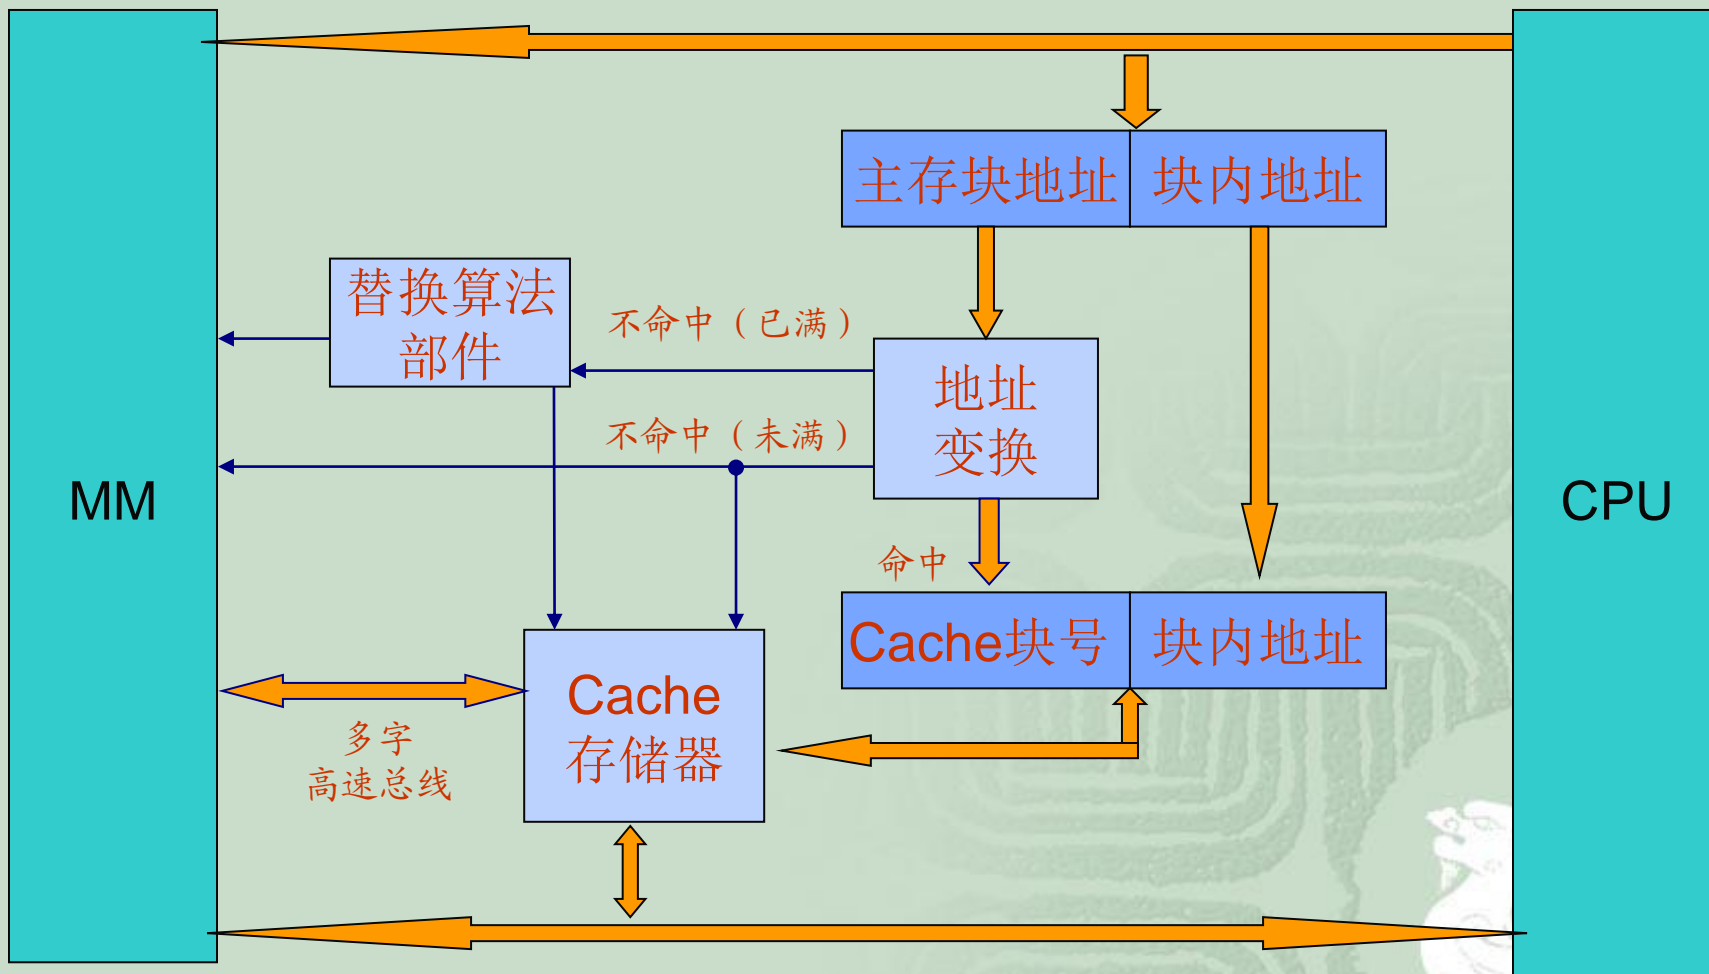 主存块地址
块内地址
替换算法
部件
不命中（已满）
地址
变换
不命中（未满）
MM
CPU
命中
Cache块号
块内地址
Cache
存储器
多字
高速总线